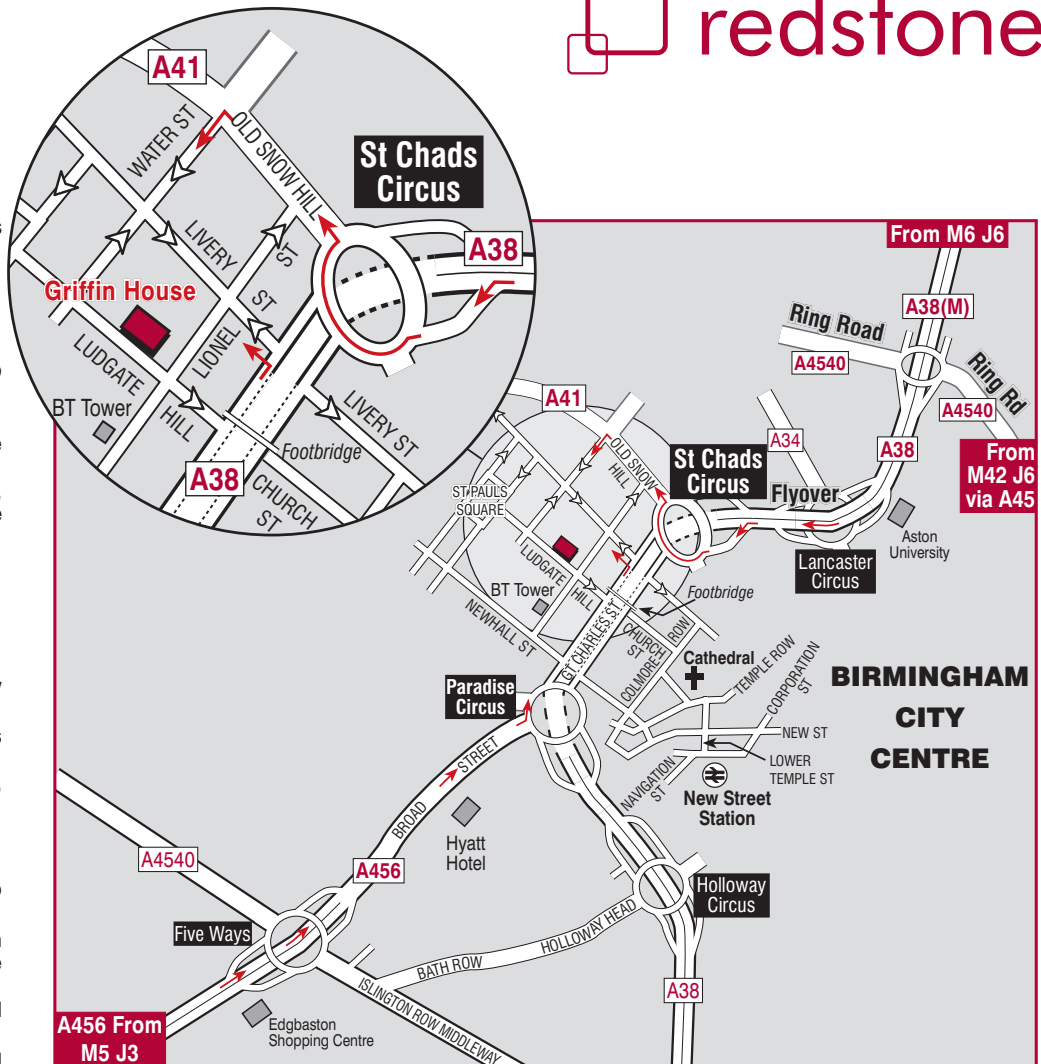 redstone
A41
WATER ST
OLD SNOW HILL
St Chads
Circus
A38
LIVERY
ST
ST
LIONEL
Griffin House
LUDGATE
HILL
BT Tower
LIVERY ST
Footbridge
A38
CHURCH
ST
From M6 J6
A38(M)
Ring Road
A4540
Ring Rd
A4540
From
M42 J6
via A45
A41
A34
A38
OLD SNOW
HILL
St Chads
Circus
Flyover
ST PAULS
SQUARE
Aston
University
Lancaster
Circus
LUDGATE
HILL
BT Tower
Footbridge
NEWHALL ST
GT CHARLES ST
CHURCH
ST
COLMORE
ROW
Cathedral
TEMPLE ROW
CORPORATION
ST
BIRMINGHAM
CITY
CENTRE
Paradise
Circus
NEW ST
LOWER
TEMPLE ST
NAVIGATION
ST
New Street
Station
BROAD
STREET
Hyatt
Hotel
A4540
A456
Holloway
Circus
Five Ways
HOLLOWAY HEAD
BATH ROW
ISLINGTON ROW MIDDLEWAY
A38
Edgbaston
Shopping Centre
A456 From
M5 J3